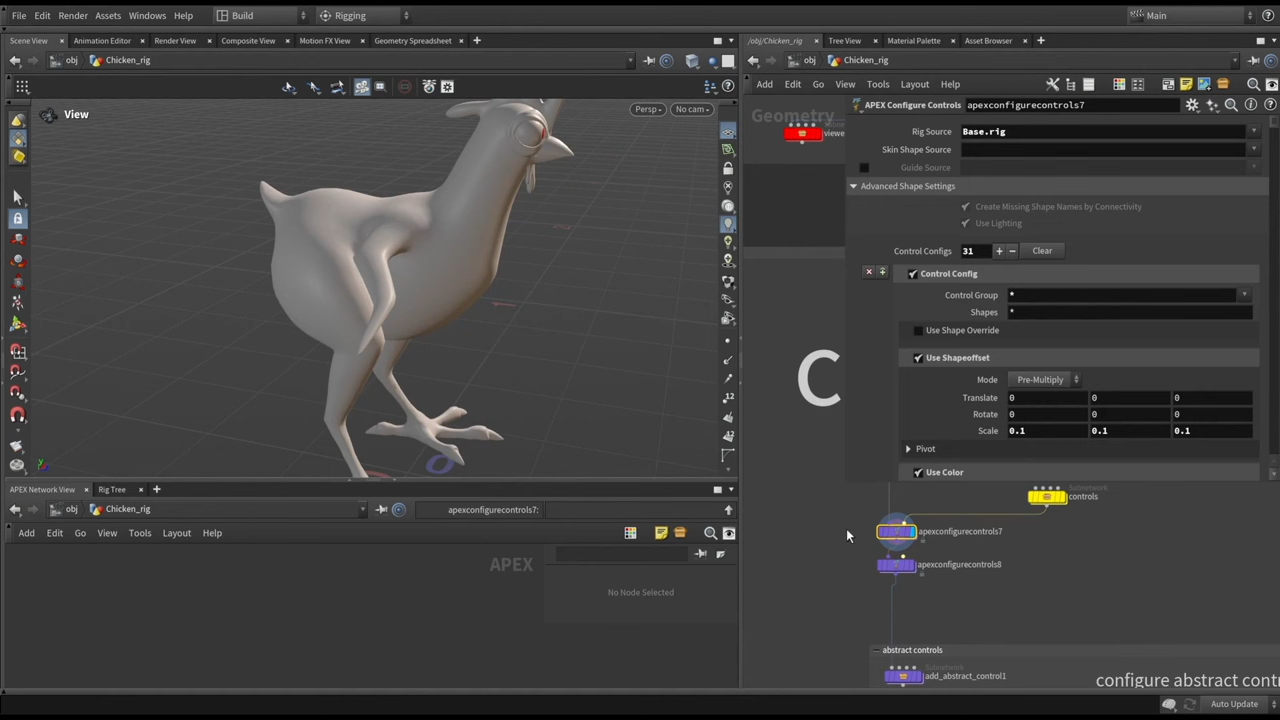 File Edit Render Assets Windows Help Build Rigging Main
Scene View Animation Editor Render View Composite View Motion FX View Geometry Spreadsheet
/obj/Chicken_rig Tree View Material Palette Asset Browser
obj Chicken_rig
obj Chicken_rig
Add Edit Go View Tools Layout Help
View
Persp No cam
Geometry
viewe
APEX Configure Controls apexconfigurecontrols7
Rig Source Base.rig
Skin Shape Source
Guide Source
Advanced Shape Settings
Create Missing Shape Names by Connectivity
Use Lighting
Control Configs 31 + − Clear
Control Config
Control Group *
Shapes *
Use Shape Override
Use Shapeoffset
Mode Pre-Multiply
Translate 0 0 0
Rotate 0 0 0
Scale 0.1 0.1 0.1
Pivot
Use Color
C
12
12
Y
APEX Network View Rig Tree
obj Chicken_rig apexconfigurecontrols7:
Add Edit Go View Tools Layout Help
APEX
No Node Selected
Subnetwork
controls
apexconfigurecontrols7
apexconfigurecontrols8
abstract controls
Subnetwork
add_abstract_control1
configure abstract cont
Auto Update